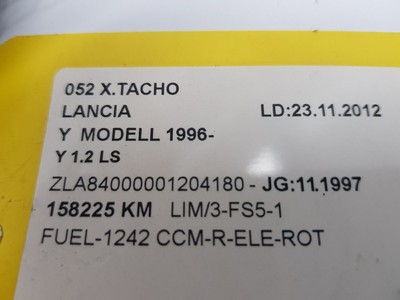 052 X.TACHO
LANCIA LD:23.11.2012
Y MODELL 1996-
Y 1.2 LS
ZLA84000001204180 - JG:11.1997
158225 KM LIM/3-FS5-1
FUEL-1242 CCM-R-ELE-ROT